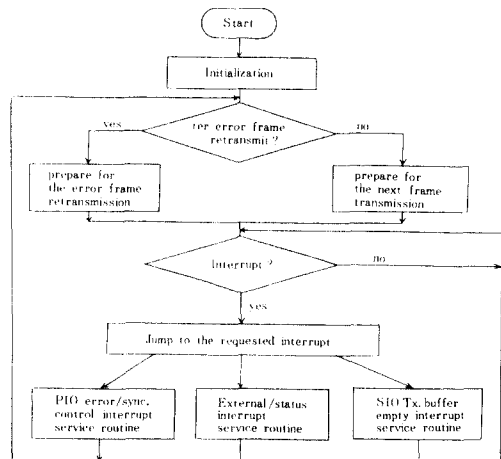 Start
Initialization
ter error frame
retransmit?
yes
no
prepare for
the error frame
retransmission
prepare for
the next frame
transmission
Interrupt?
no
yes
Jump to the requested interrupt
PIO error/sync.
control interrupt
service routine
External/status
interrupt
service routine
SIO Tx. buffer
empty interrupt
service routine